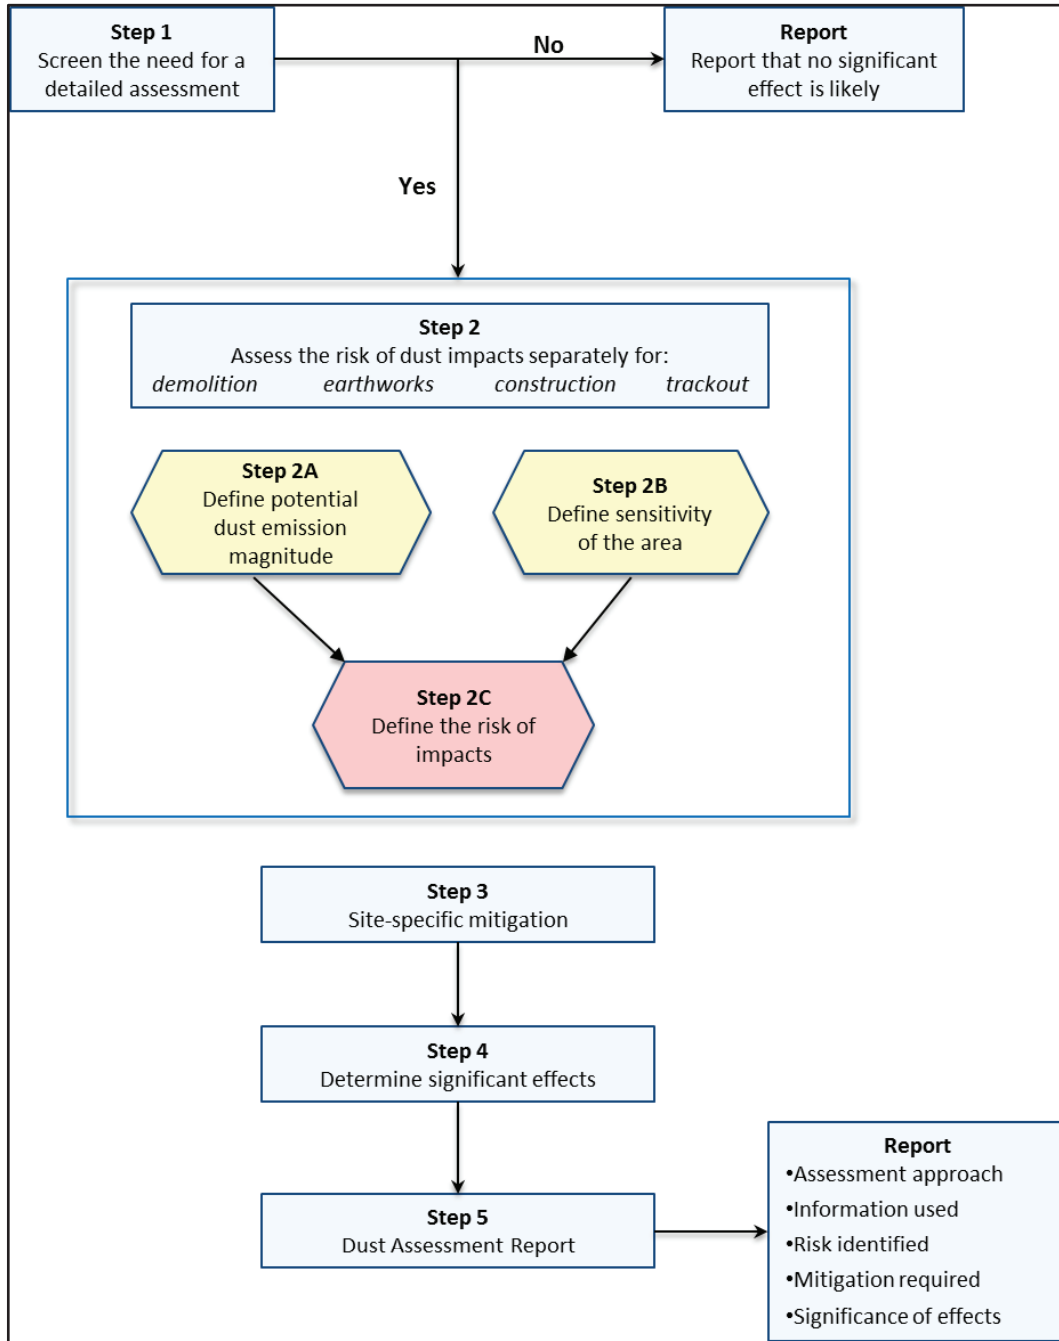 Step 1
Screen the need for a
detailed assessment
No
Report
Report that no significant
effect is likely
Yes
Step 2
Assess the risk of dust impacts separately for:
demolition earthworks construction trackout
Step 2A
Define potential
dust emission
magnitude
Step 2B
Define sensitivity
of the area
Step 2C
Define the risk of
impacts
Step 3
Site-specific mitigation
Step 4
Determine significant effects
Step 5
Dust Assessment Report
Report
•Assessment approach
•Information used
•Risk identified
•Mitigation required
•Significance of effects